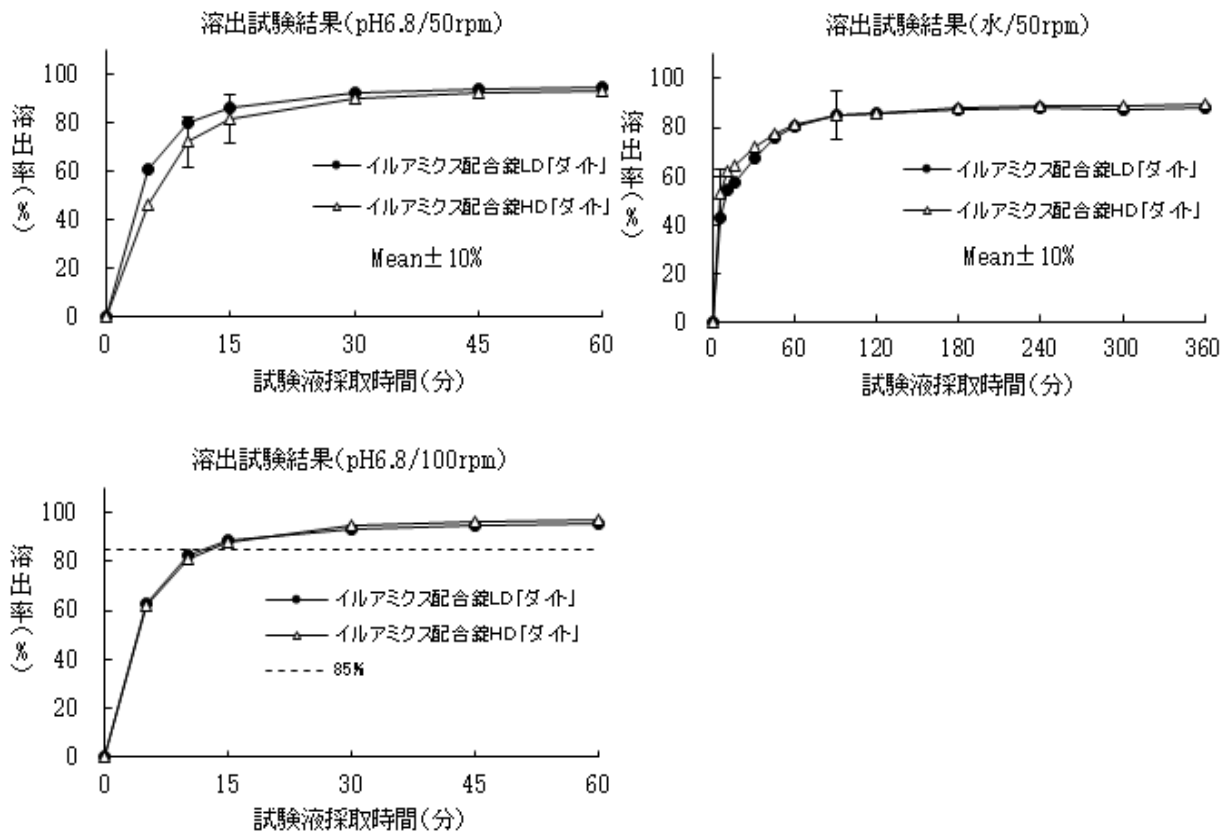 溶出試験結果(pH6.8/50rpm)
溶出率(%)
100
80
60
40
20
0
イルアミクス配合錠LD「ダイト」
イルアミクス配合錠HD「ダイト」
Mean±10%
0 15 30 45 60
試験液採取時間(分)
溶出試験結果(水/50rpm)
溶出率(%)
100
80
60
40
20
0
イルアミクス配合錠LD「ダイト」
イルアミクス配合錠HD「ダイト」
Mean±10%
0 60 120 180 240 300 360
試験液採取時間(分)
溶出試験結果(pH6.8/100rpm)
溶出率(%)
100
80
60
40
20
0
イルアミクス配合錠LD「ダイト」
イルアミクス配合錠HD「ダイト」
85%
0 15 30 45 60
試験液採取時間(分)